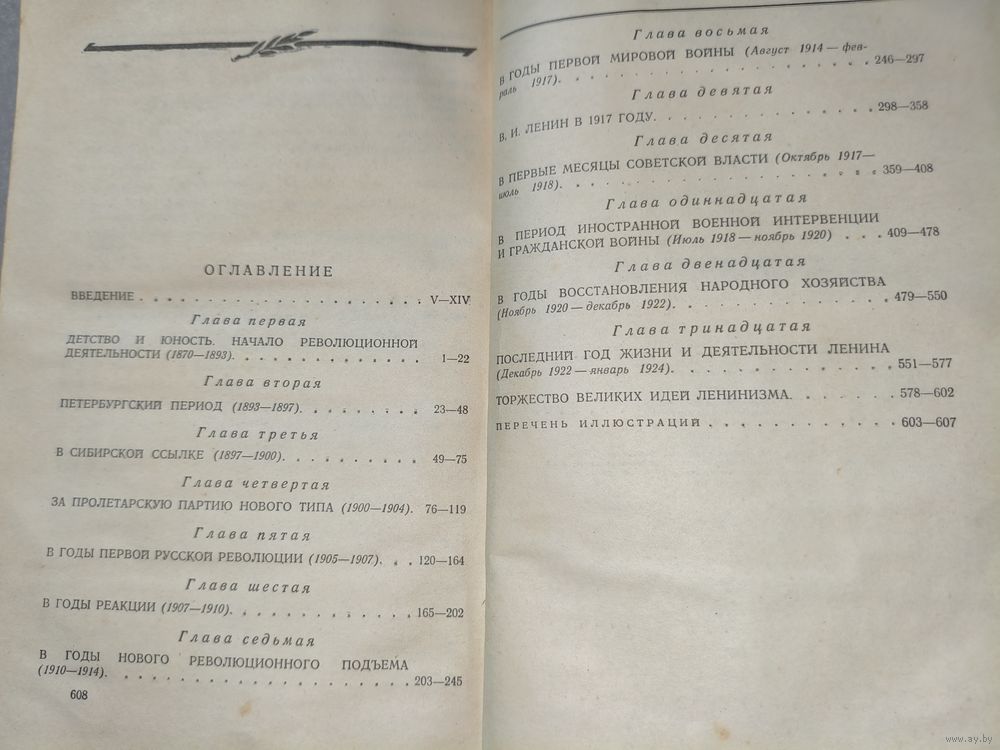 ОГЛАВЛЕНИЕ
ВВЕДЕНИЕ . . . . . . . . . . . . . . . . . . . V—XIV
Глава первая
ДЕТСТВО И ЮНОСТЬ. НАЧАЛО РЕВОЛЮЦИОННОЙ
ДЕЯТЕЛЬНОСТИ (1870—1893). . . . . . . . . . . . 1—22
Глава вторая
ПЕТЕРБУРГСКИЙ ПЕРИОД (1893—1897). . . . . . . . 23—48
Глава третья
В СИБИРСКОЙ ССЫЛКЕ (1897—1900). . . . . . . . . 49—75
Глава четвертая
ЗА ПРОЛЕТАРСКУЮ ПАРТИЮ НОВОГО ТИПА (1900—1904). 76—119
Глава пятая
В ГОДЫ ПЕРВОЙ РУССКОЙ РЕВОЛЮЦИИ (1905—1907). . . 120—164
Глава шестая
В ГОДЫ РЕАКЦИИ (1907—1910). . . . . . . . . . . 165—202
Глава седьмая
В ГОДЫ НОВОГО РЕВОЛЮЦИОННОГО ПОДЪЕМА
(1910—1914). . . . . . . . . . . . . . . . . . 203—245
608
Глава восьмая
В ГОДЫ ПЕРВОЙ МИРОВОЙ ВОЙНЫ (Август 1914 — фев-
раль 1917). . . . . . . . . . . . . . . . . . . 246—297
Глава девятая
В. И. ЛЕНИН В 1917 ГОДУ. . . . . . . . . . . . . 298—358
Глава десятая
В ПЕРВЫЕ МЕСЯЦЫ СОВЕТСКОЙ ВЛАСТИ (Октябрь 1917—
июль 1918). . . . . . . . . . . . . . . . . . . 359—408
Глава одиннадцатая
В ПЕРИОД ИНОСТРАННОЙ ВОЕННОЙ ИНТЕРВЕНЦИИ
И ГРАЖДАНСКОЙ ВОЙНЫ (Июль 1918 — ноябрь 1920) . . . 409—478
Глава двенадцатая
В ГОДЫ ВОССТАНОВЛЕНИЯ НАРОДНОГО ХОЗЯЙСТВА
(Ноябрь 1920 — декабрь 1922). . . . . . . . . . . 479—550
Глава тринадцатая
ПОСЛЕДНИЙ ГОД ЖИЗНИ И ДЕЯТЕЛЬНОСТИ ЛЕНИНА
(Декабрь 1922 — январь 1924). . . . . . . . . . . 551—577
ТОРЖЕСТВО ВЕЛИКИХ ИДЕЙ ЛЕНИНИЗМА. . . . . . . 578—602
ПЕРЕЧЕНЬ ИЛЛЮСТРАЦИЙ . . . . . . . . . . . 603—607
www.ay.by